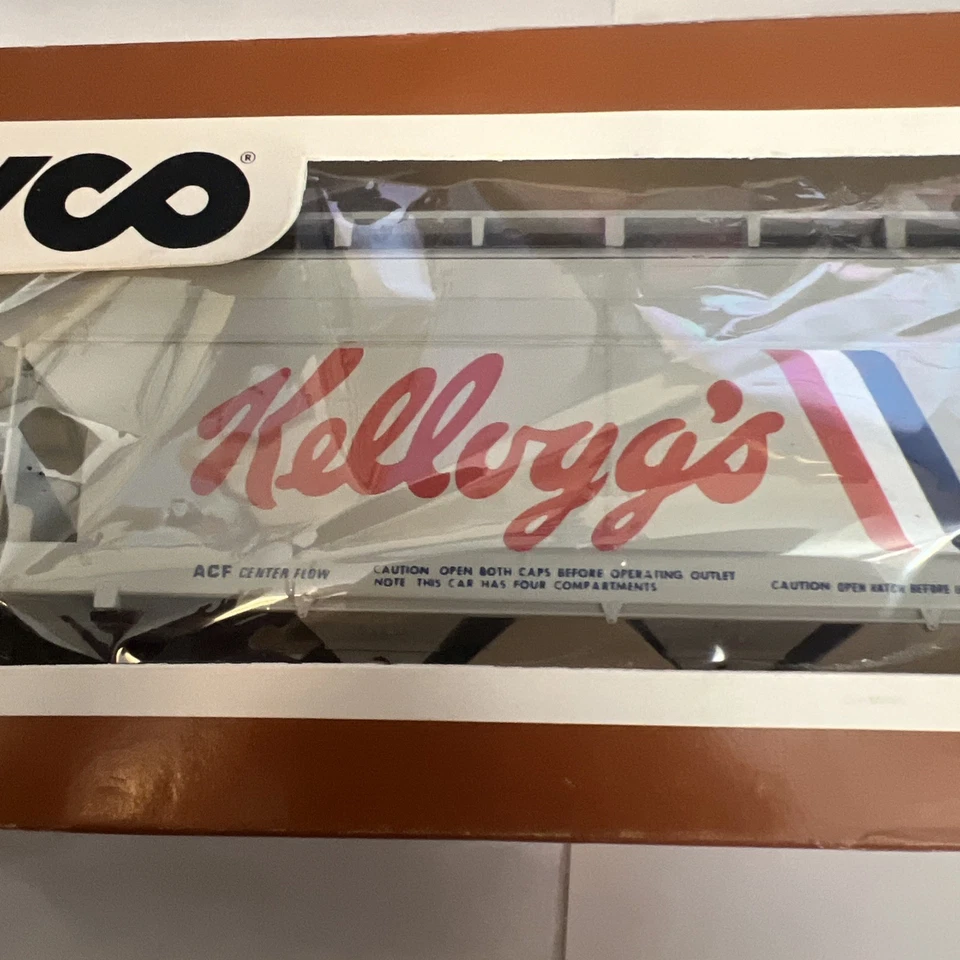 YCO®
Kellogg's
ACF CENTER FLOW
CAUTION OPEN BOTH CAPS BEFORE OPERATING OUTLET
NOTE THIS CAR HAS FOUR COMPARTMENTS
CAUTION OPEN HATCH BEFORE